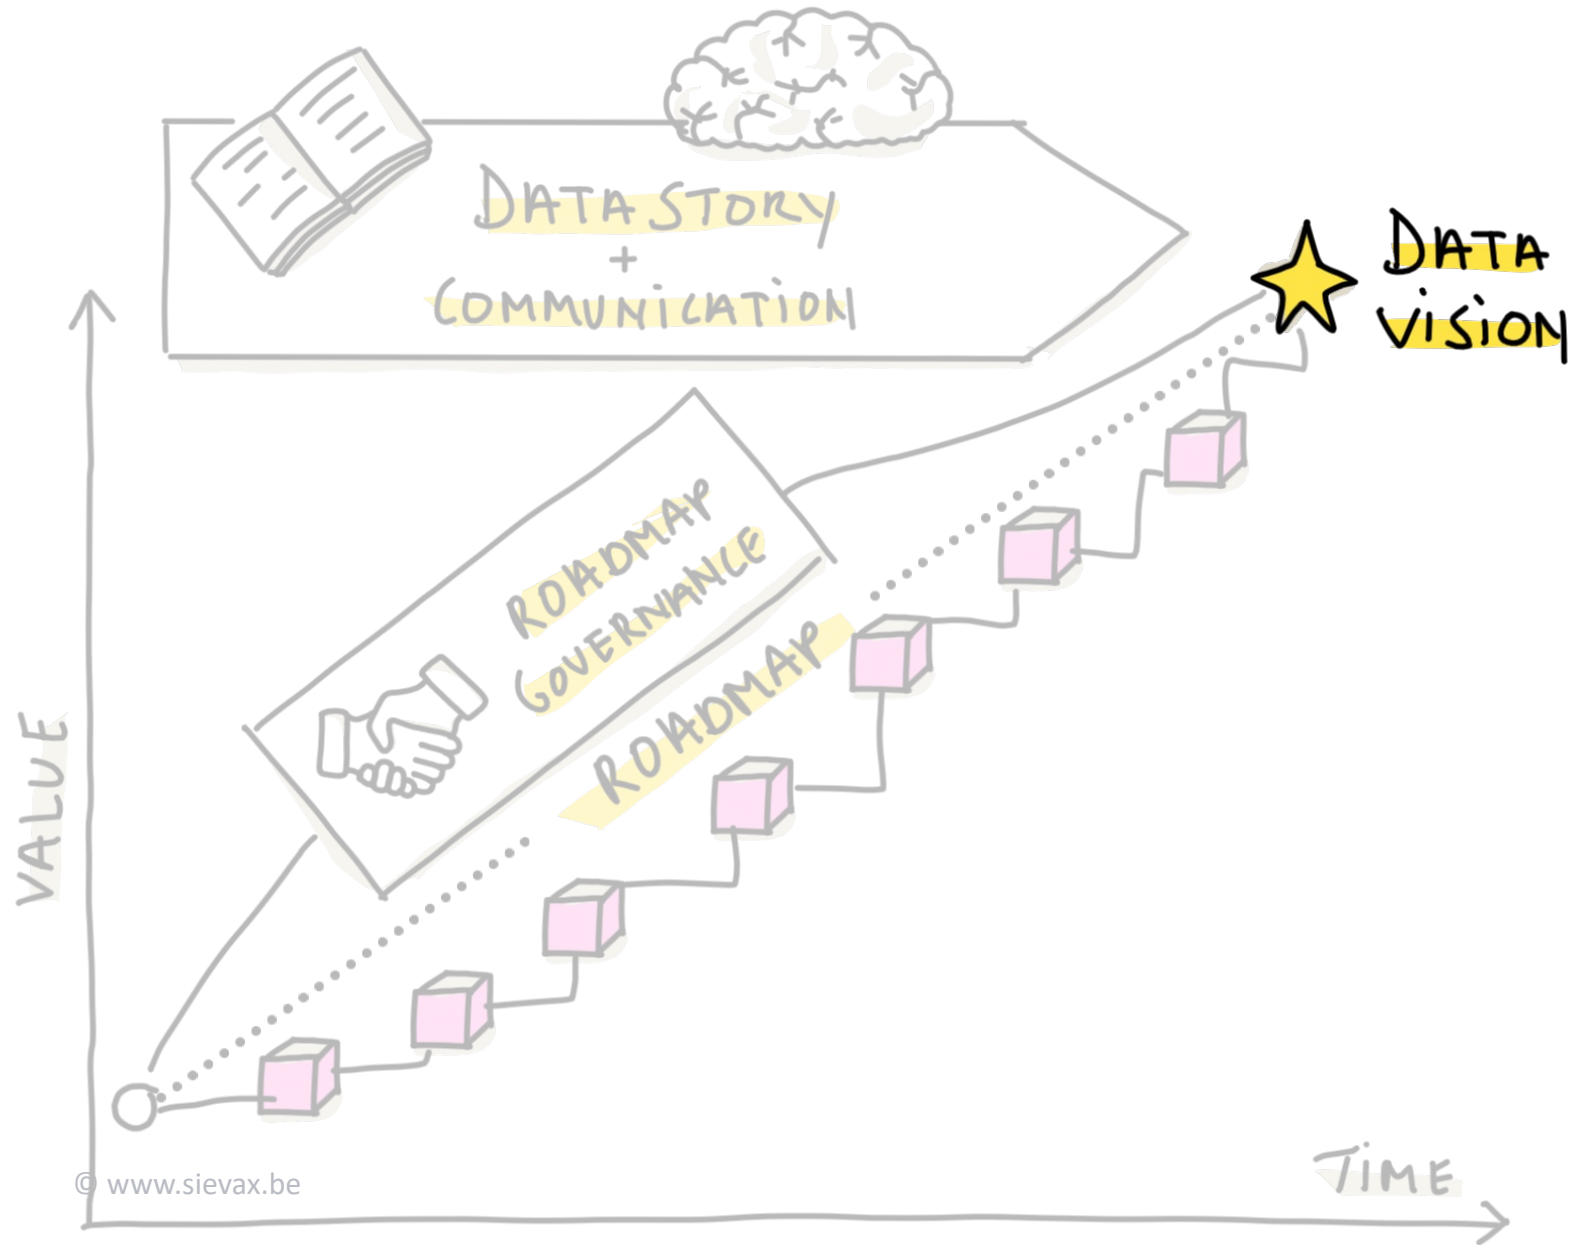 DATA STORY
+
COMMUNICATION
DATA
VISION
ROADMAP
GOVERNANCE
ROADMAP
VALUE
TIME
© www.sievax.be